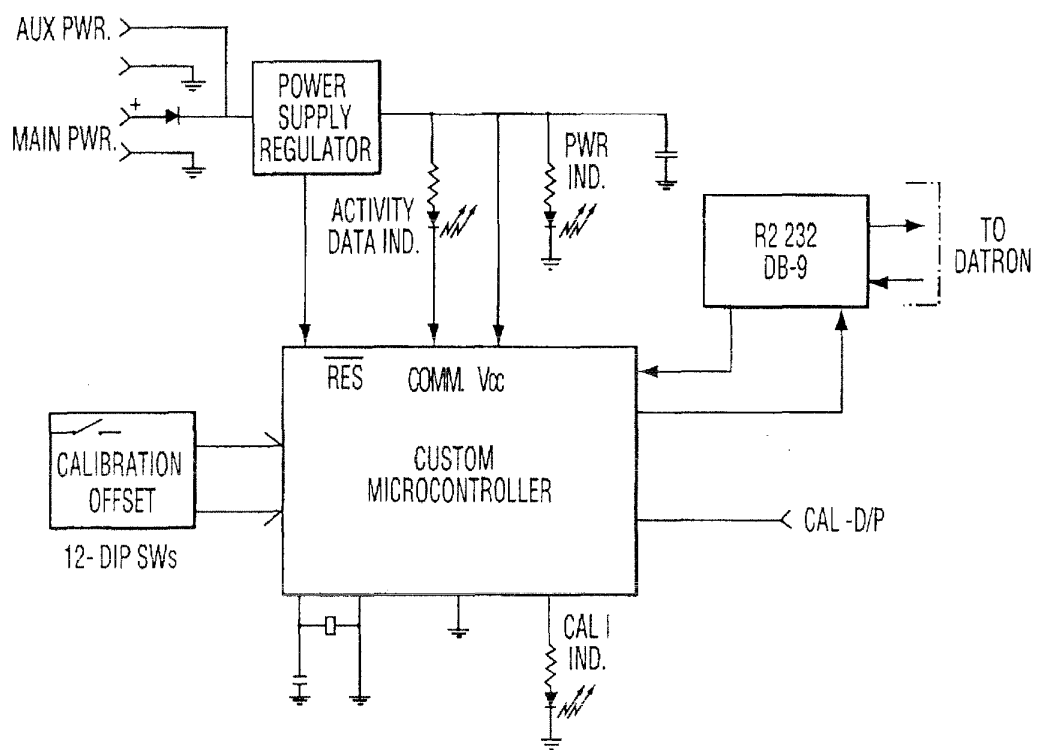 AUX PWR.
+
MAIN PWR.
POWER
SUPPLY
REGULATOR
ACTIVITY
DATA IND.
PWR
IND.
R2 232
DB-9
TO
DATRON
RES COMM. Vcc
CUSTOM
MICROCONTROLLER
CALIBRATION
OFFSET
12- DIP SWs
CAL -D/P
CAL I
IND.